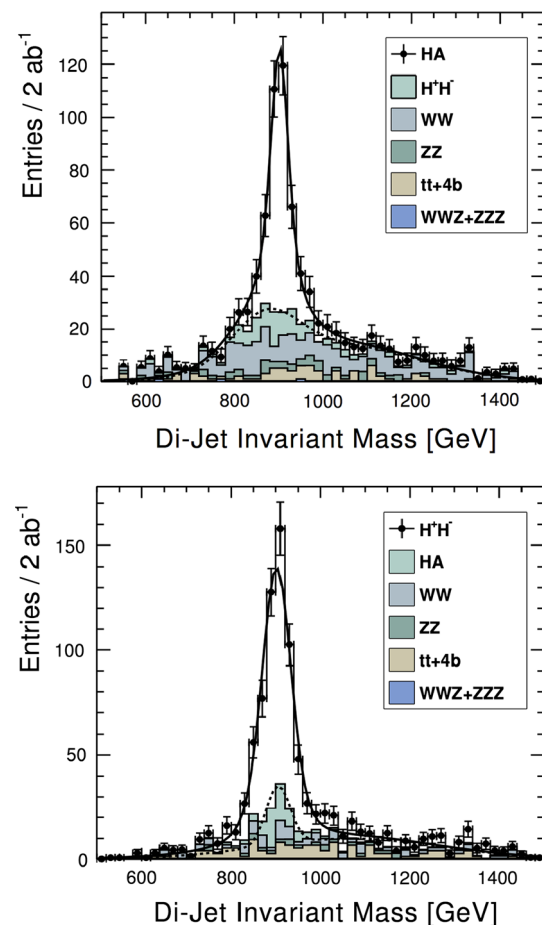 Entries / 2 ab⁻¹
120
100
80
60
40
20
0
HA
H⁺H⁻
WW
ZZ
tt+4b
WWZ+ZZZ
600 800 1000 1200 1400
Di-Jet Invariant Mass [GeV]
Entries / 2 ab⁻¹
150
100
50
0
H⁺H⁻
HA
WW
ZZ
tt+4b
WWZ+ZZZ
600 800 1000 1200 1400
Di-Jet Invariant Mass [GeV]